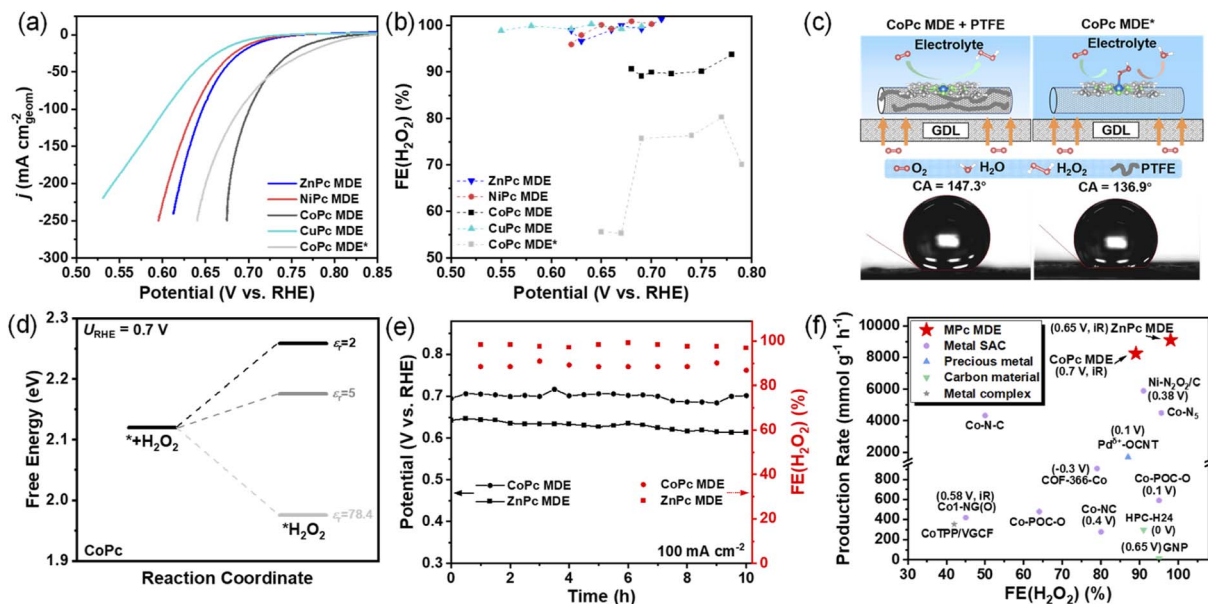 (a)
0
-50
-100
-150
-200
-250
-300
j (mA cm⁻²geom)
0.50 0.55 0.60 0.65 0.70 0.75 0.80 0.85
Potential (V vs. RHE)
ZnPc MDE
NiPc MDE
CoPc MDE
CuPc MDE
CoPc MDE*
(b)
100
90
80
70
60
50
FE(H₂O₂) (%)
0.50 0.55 0.60 0.65 0.70 0.75 0.80
Potential (V vs. RHE)
ZnPc MDE
NiPc MDE
CoPc MDE
CuPc MDE
CoPc MDE*
(c)
CoPc MDE + PTFE
CoPc MDE*
Electrolyte
Electrolyte
GDL
GDL
O₂ H₂O H₂O₂ PTFE
CA = 147.3°
CA = 136.9°
(d)
2.3
2.2
2.1
2.0
1.9
Free Energy (eV)
U_RHE = 0.7 V
εr=2
εr=5
*+H₂O₂
*H₂O₂
εr=78.4
CoPc
Reaction Coordinate
(e)
0.8
0.7
0.6
0.5
0.4
0.3
Potential (V vs. RHE)
100
80
60
40
20
0
FE(H₂O₂) (%)
CoPc MDE
ZnPc MDE
CoPc MDE
ZnPc MDE
100 mA cm⁻²
0 2 4 6 8 10
Time (h)
(f)
10000
9000
8000
7000
6000
5000
4000
3000
2000
800
600
400
200
0
Production Rate (mmol g⁻¹ h⁻¹)
MPc MDE
Metal SAC
Precious metal
Carbon material
Metal complex
(0.65 V, iR) ZnPc MDE
CoPc MDE
(0.7 V, iR)
Ni-N₂O₂/C
(0.38 V)
Co-N₅
Co-N-C
(0.1 V)
Pdᵟ⁺-OCNT
(-0.3 V)
COF-366-Co
Co-POC-O
(0.1 V)
(0.58 V, iR)
Co1-NG(O)
CoTPP/VGCF
Co-POC-O
Co-NC
(0.4 V)
HPC-H24
(0 V)
(0.65 V) GNP
30 40 50 60 70 80 90 100
FE(H₂O₂) (%)